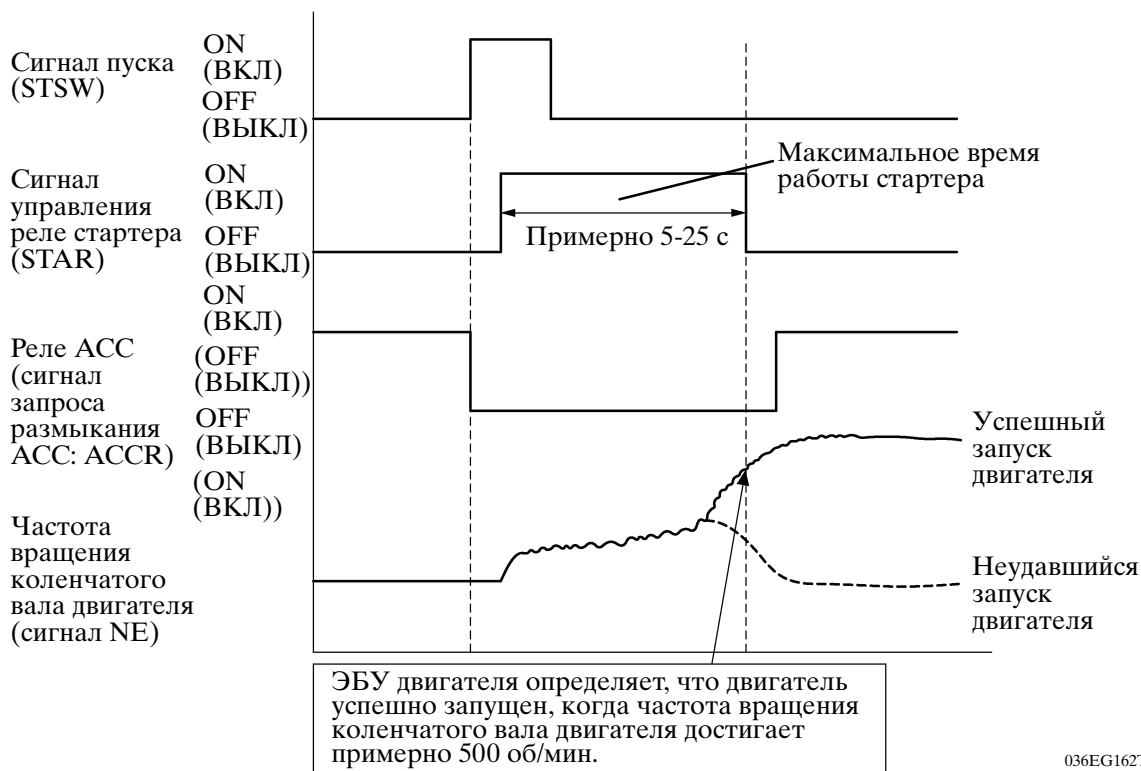 Сигнал пуска
(STSW)
ON
(ВКЛ)
OFF
(ВЫКЛ)
Сигнал
управления
реле стартера
(STAR)
ON
(ВКЛ)
OFF
(ВЫКЛ)
Максимальное время
работы стартера
Примерно 5-25 с
Реле ACC
(сигнал
запроса
размыкания
ACC: ACCR)
ON
(ВКЛ)
(OFF
(ВЫКЛ))
OFF
(ВЫКЛ)
(ON
(ВКЛ))
Частота
вращения
коленчатого
вала двигателя
(сигнал NE)
Успешный
запуск
двигателя
Неудавшийся
запуск
двигателя
ЭБУ двигателя определяет, что двигатель
успешно запущен, когда частота вращения
коленчатого вала двигателя достигает
примерно 500 об/мин.
036EG162T